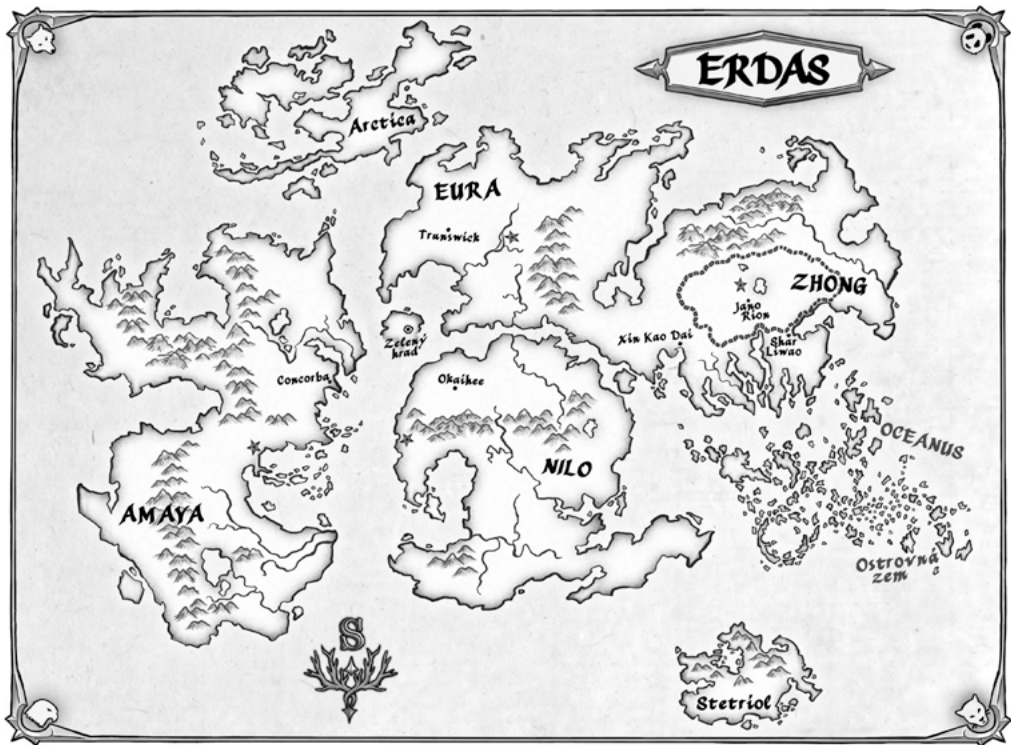 ERDAS
Arctica
EURA
Trunswick
ZHONG
Jano
Rion
Zelený
hrad
Xin Kao Dai
Shar
Liwao
Concorba
Okaihee
OCEANUS
NILO
AMAYA
Ostrovná
zem
S
Stetriol